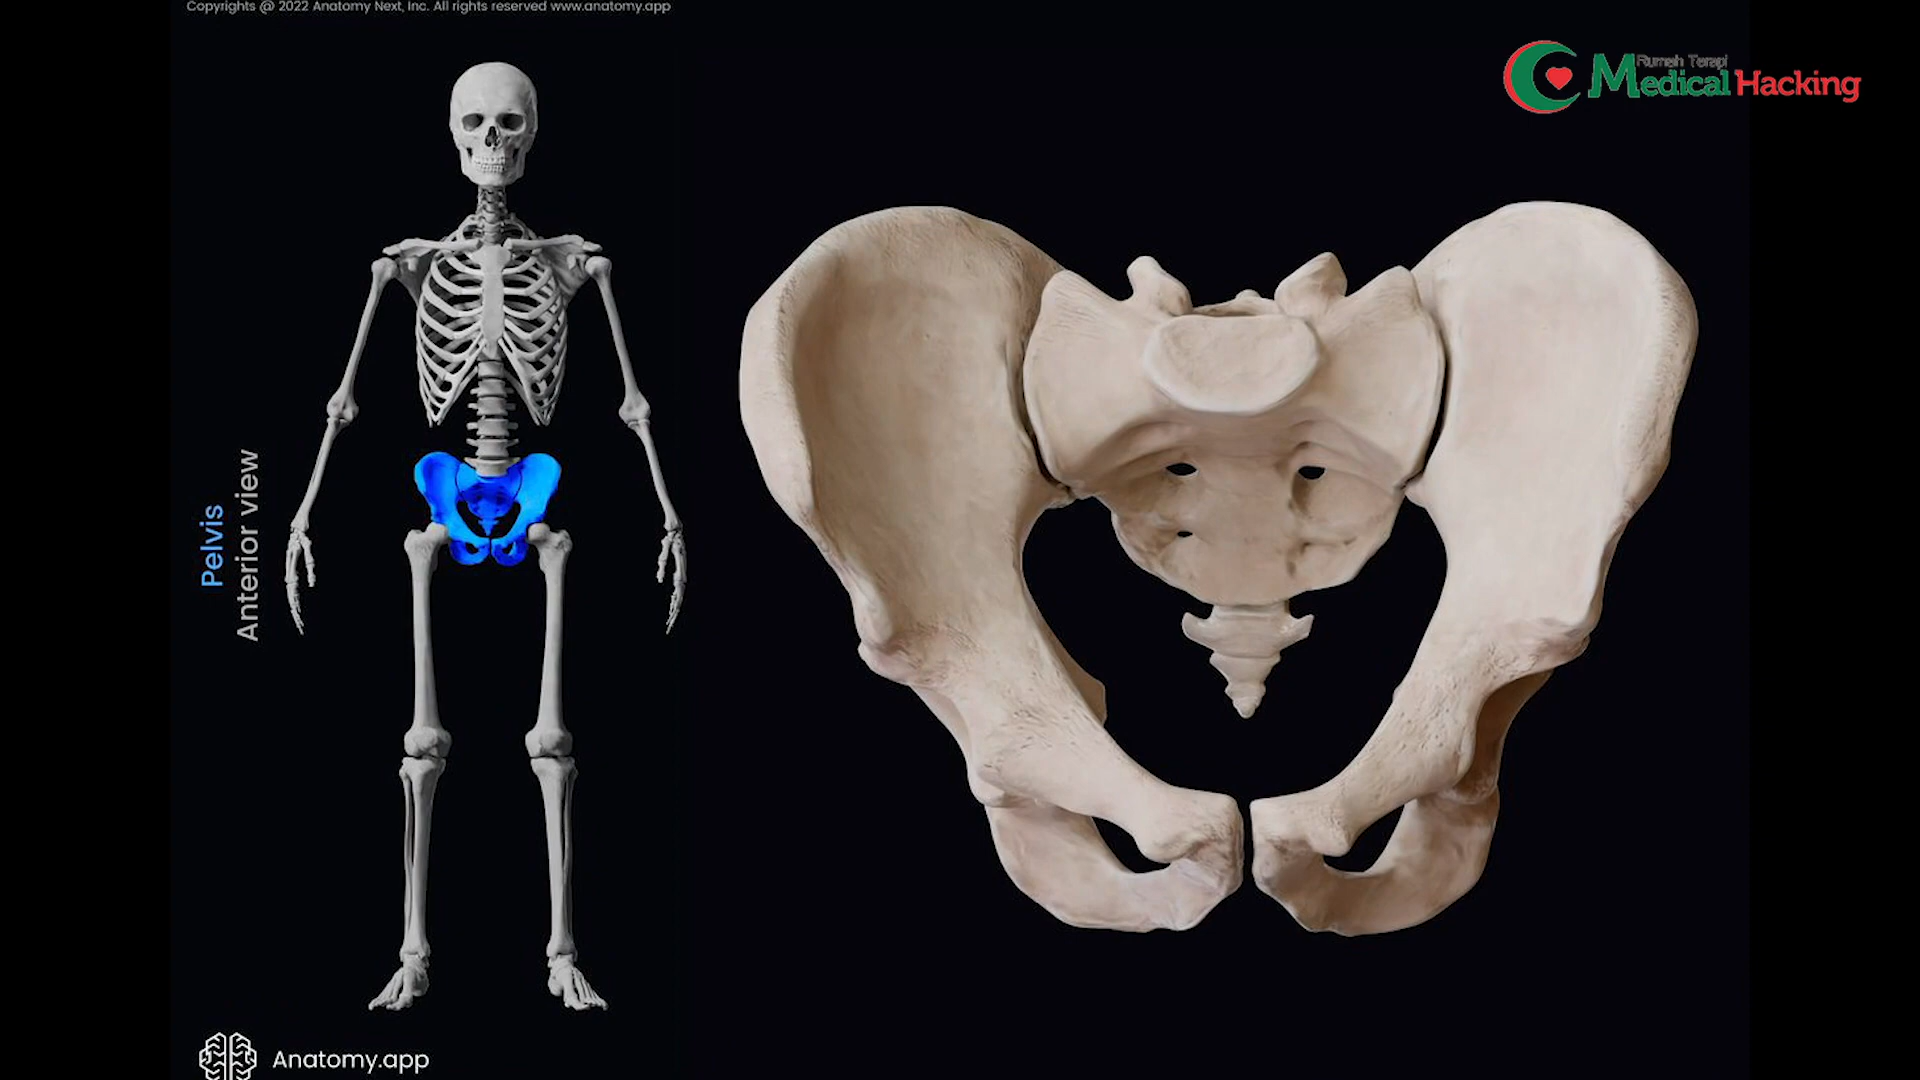 Copyrights @ 2022 Anatomy Next, Inc. All rights reserved www.anatomy.app
Rumah Terapi
Medical Hacking
Pelvis
Anterior view
Anatomy.app